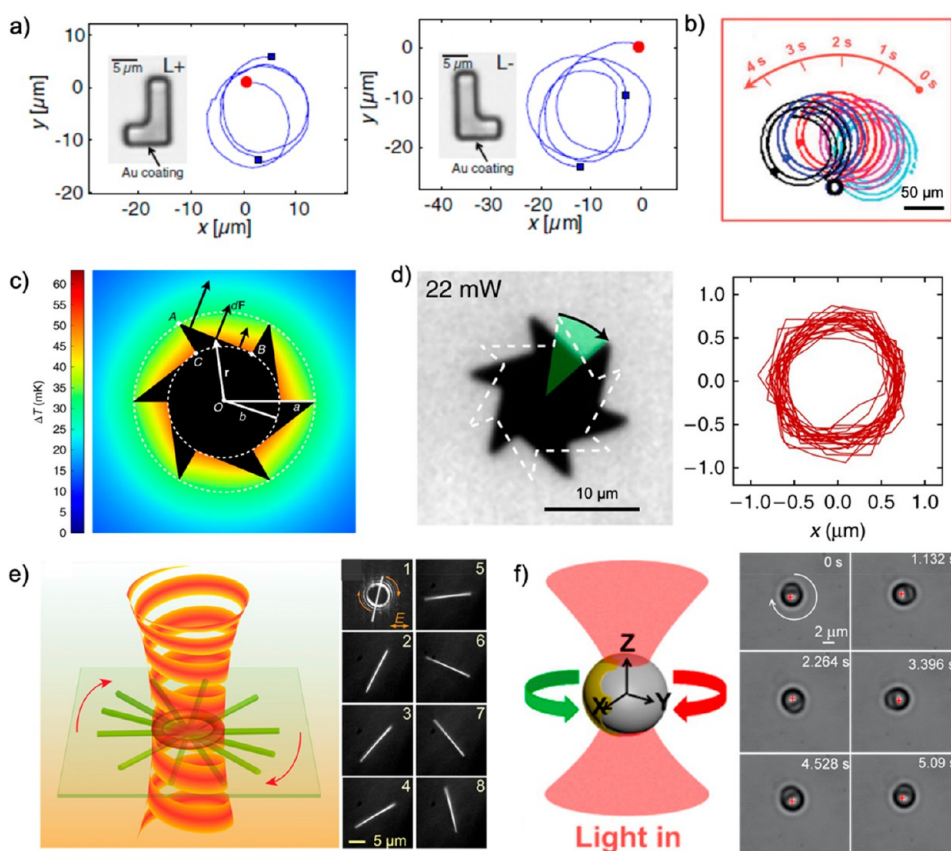 a)
12
0
-10
-20
y [μm]
5 μm
L+
Au coating
-20
-10
0
10
x [μm]
0
-10
-20
y [μm]
5 μm
L-
Au coating
-40
-30
-20
-10
0
x [μm]
b)
4 s
3 s
2 s
1 s
0 s
50 μm
c)
60
55
50
45
40
35
30
25
20
15
10
5
0
ΔT (mK)
A
dF
B
C
r
O
b
a
d)
22 mW
10 μm
1.0
0.5
0.0
-0.5
-1.0
-1.0
-0.5
0.0
0.5
1.0
x (μm)
e)
1
E
5
2
6
3
7
4
5 μm
8
f)
Z
X
Y
Light in
0 s
2 μm
1.132 s
2.264 s
3.396 s
4.528 s
5.09 s